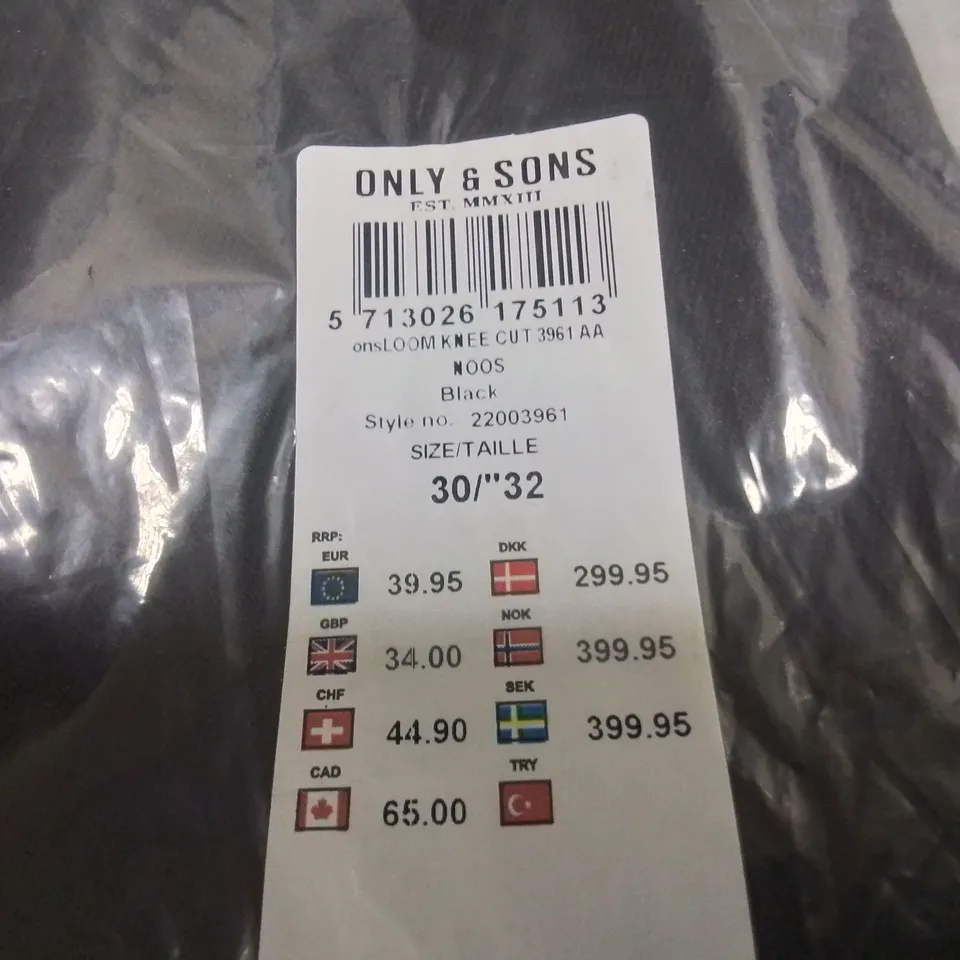 ONLY & SONS
EST. MMXIII
5 713026 175113
onsLOOM KNEE CUT 3961 AA
NOOS
Black
Style no. 22003961
SIZE/TAILLE
30/"32
RRP:
EUR 39.95 DKK 299.95
GBP 34.00 NOK 399.95
CHF 44.90 SEK 399.95
CAD 65.00 TRY